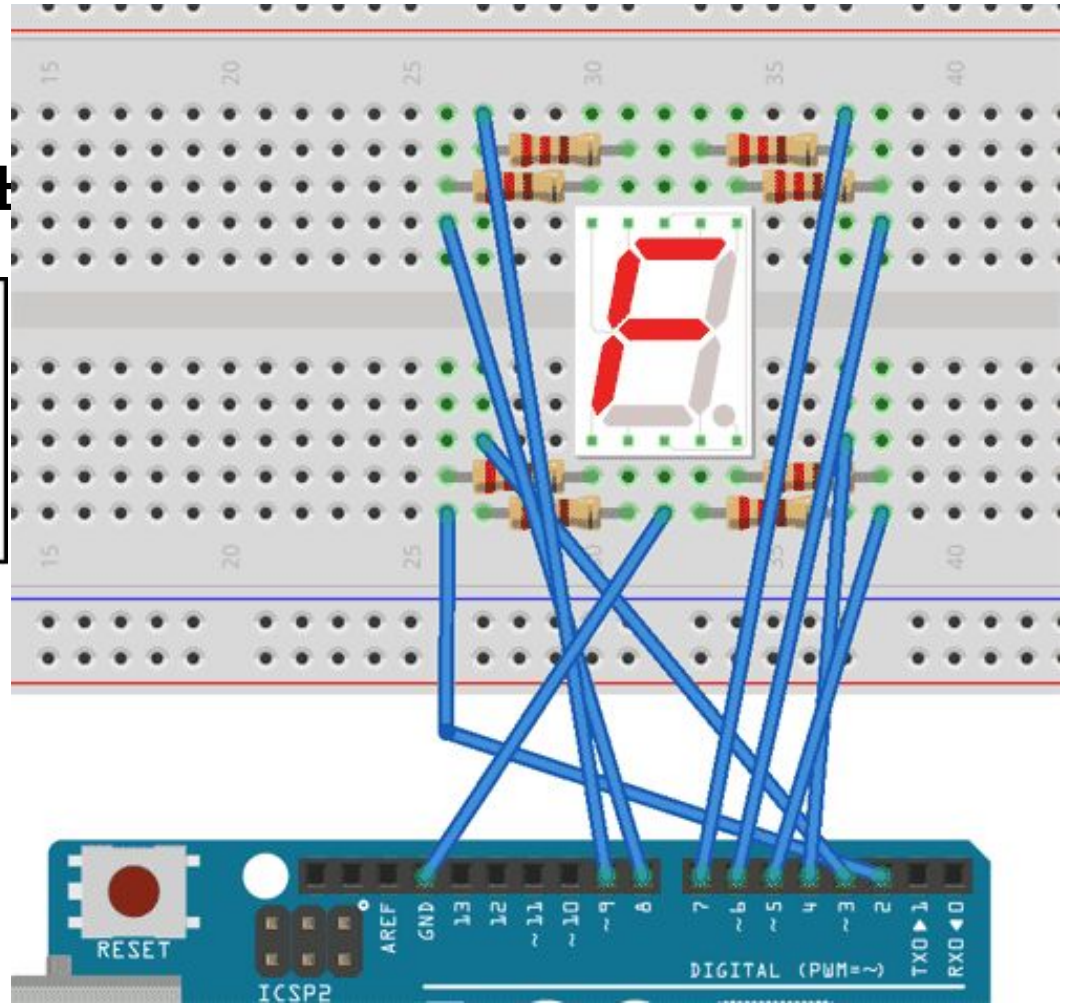 15 20 25 30 35 40
15 20 25 30 35 40
RESET
ICSP2
AREF GND 13 12 ~11 ~10 ~9 8 7 ~6 ~5 4 ~3 2 TX0▶1 RX0◀0
DIGITAL (PWM=~)